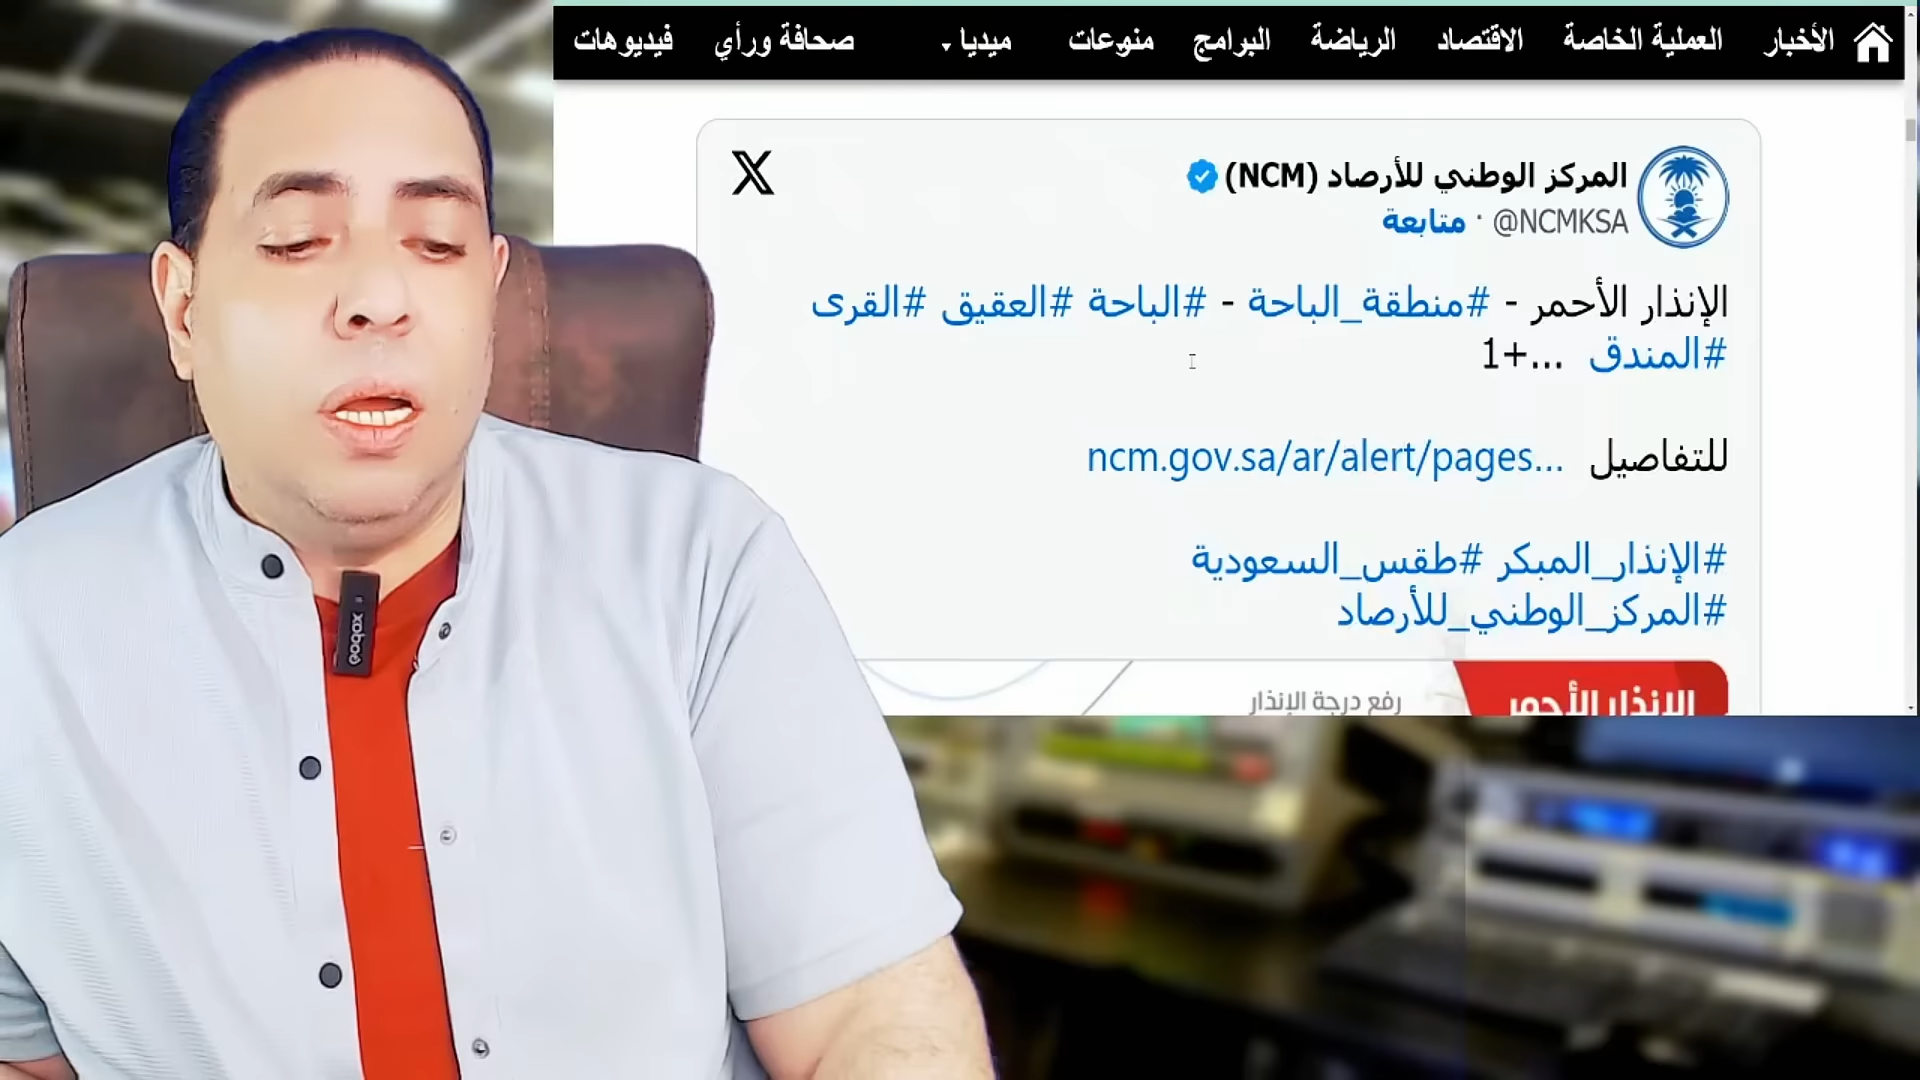 الأخبار العملية الخاصة الاقتصاد الرياضة البرامج منوعات ميديا صحافة ورأي فيديوهات
المركز الوطني للأرصاد (NCM)
@NCMKSA · متابعة
الإنذار الأحمر - #منطقة_الباحة - #الباحة #العقيق #القرى
#المندق ...+1
للتفاصيل ncm.gov.sa/ar/alert/pages...
#الإنذار_المبكر #طقس_السعودية
#المركز_الوطني_للأرصاد
الإنذار الأحمر
رفع درجة الإنذار